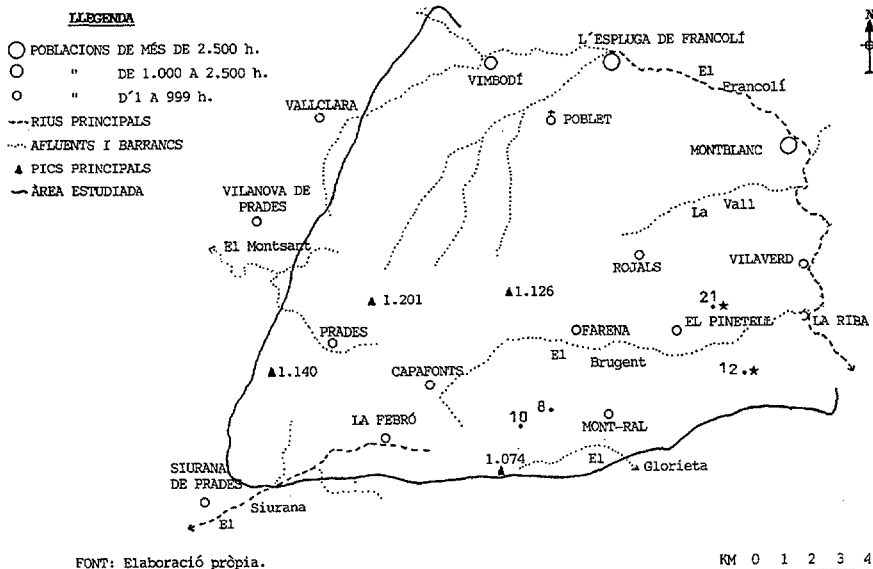 LLEGENDA
POBLACIONS DE MÉS DE 2.500 h.
" DE 1.000 A 2.500 h.
" D'1 A 999 h.
RIUS PRINCIPALS
AFLUENTS I BARRANCS
PICS PRINCIPALS
ÀREA ESTUDIADA
N
L'ESPLUGA DE FRANCOLÍ
VIMBODÍ
El
Francolí
VALLCLARA
POBLET
MONTBLANC
VILANOVA DE
PRADES
La Vall
El Montsant
ROJALS
VILAVERD
1.201
1.126
21
PRADES
FARENA
EL PINETELL
LA RIBA
El
Brugent
1.140
CAPAFONTS
12
LA FEBRÓ
10
8
MONT-RAL
1.074
El
Glorieta
SIURANA
DE PRADES
Siurana
El
FONT: Elaboració pròpia.
KM 0 1 2 3 4